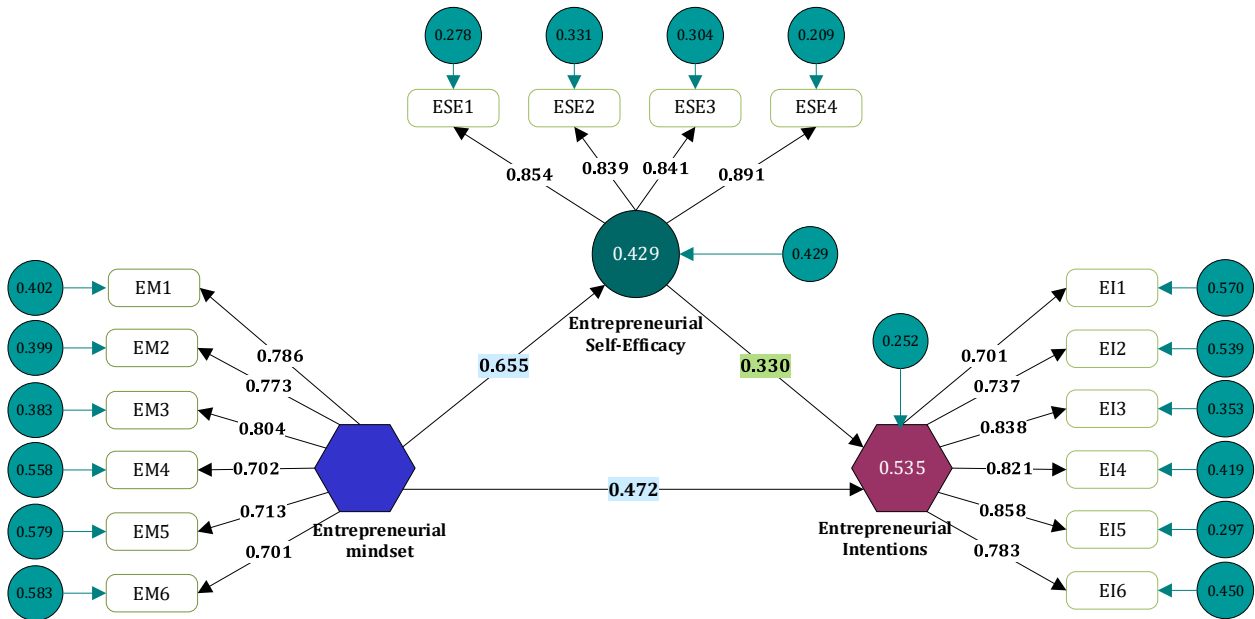 0.278
0.331
0.304
0.209
ESE1
ESE2
ESE3
ESE4
0.854
0.839
0.841
0.891
0.429
0.429
Entrepreneurial
Self-Efficacy
0.402
EM1
0.399
EM2
0.383
EM3
0.558
EM4
0.579
EM5
0.583
EM6
0.786
0.773
0.804
0.702
0.713
0.701
Entrepreneurial
mindset
0.655
0.330
0.472
0.252
0.535
Entrepreneurial
Intentions
0.701
0.737
0.838
0.821
0.858
0.783
EI1
0.570
EI2
0.539
EI3
0.353
EI4
0.419
EI5
0.297
EI6
0.450